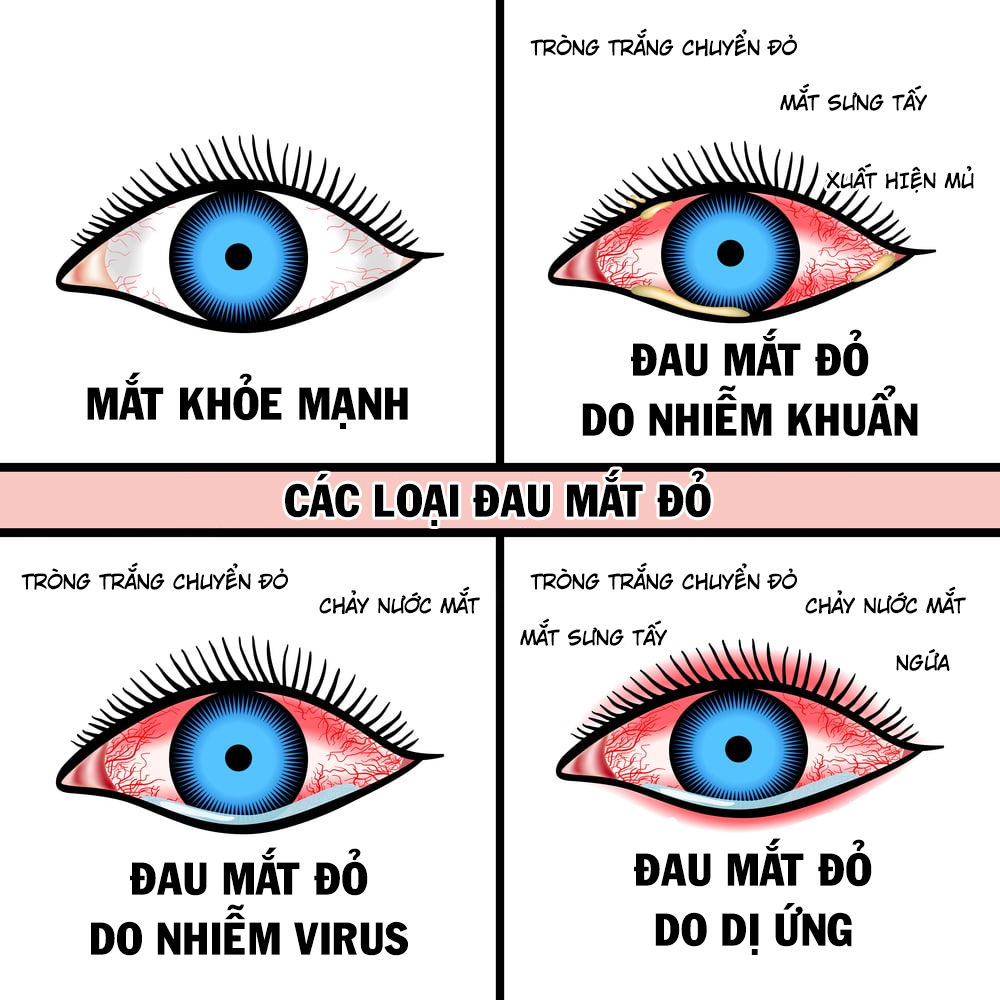 TRÒNG TRẮNG CHUYỂN ĐỎ
MẮT SƯNG TẤY
XUẤT HIỆN MỦ
MẮT KHỎE MẠNH
ĐAU MẮT ĐỎ
DO NHIỄM KHUẨN
CÁC LOẠI ĐAU MẮT ĐỎ
TRÒNG TRẮNG CHUYỂN ĐỎ
CHẢY NƯỚC MẮT
ĐAU MẮT ĐỎ
DO NHIỄM VIRUS
TRÒNG TRẮNG CHUYỂN ĐỎ
CHẢY NƯỚC MẮT
MẮT SƯNG TẤY
NGỨA
ĐAU MẮT ĐỎ
DO DỊ ỨNG